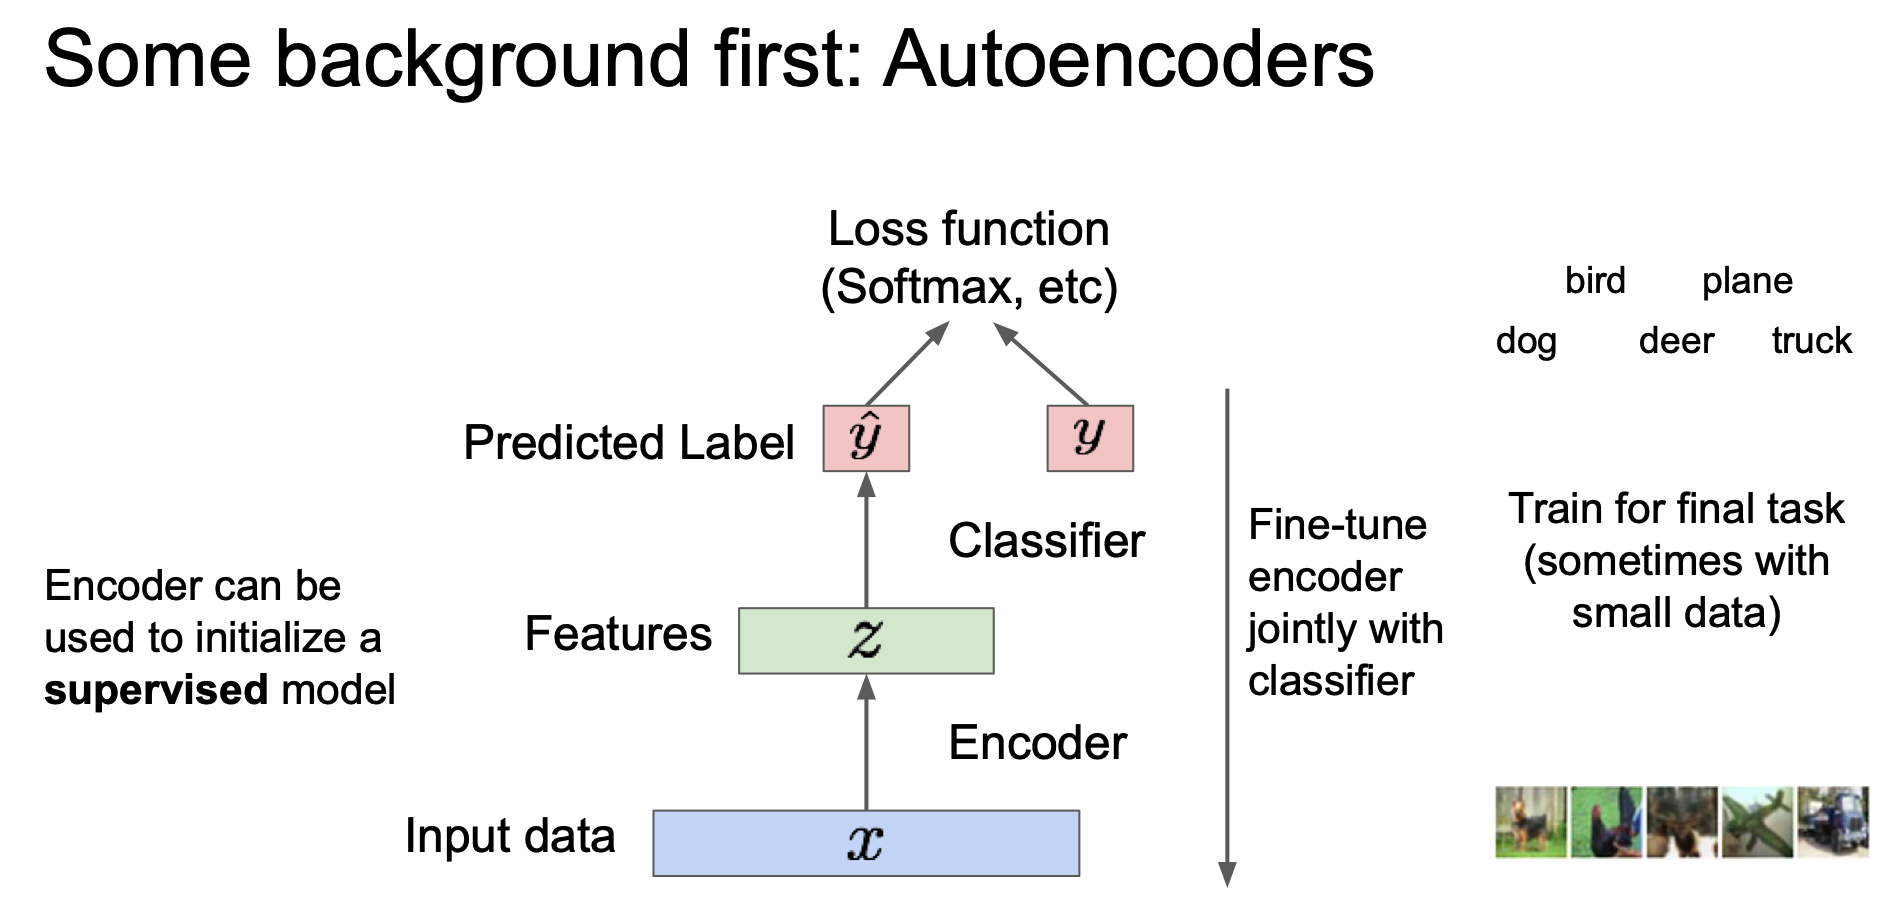 Some background first: Autoencoders
Loss function
(Softmax, etc)
bird plane
dog deer truck
Predicted Label
ŷ
y
Classifier
Fine-tune
encoder
jointly with
classifier
Train for final task
(sometimes with
small data)
Encoder can be
used to initialize a
supervised model
Features
z
Encoder
Input data
x